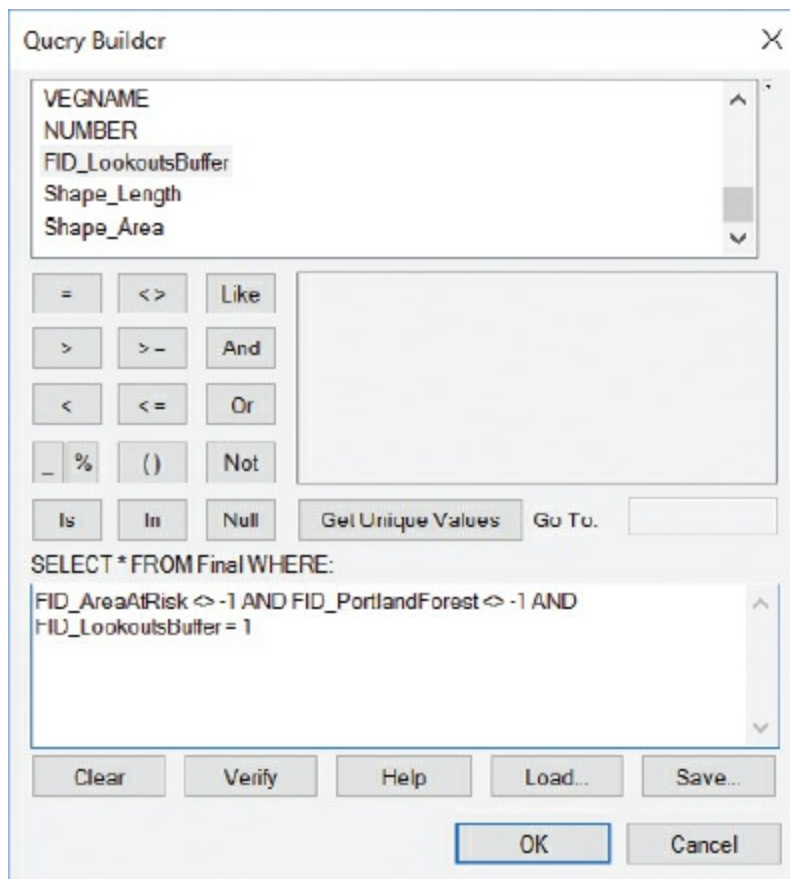 Query Builder
VEGNAME
NUMBER
FID_LookoutsBuffer
Shape_Length
Shape_Area
= <> Like
> >= And
< <= Or
_ % () Not
Is In Null Get Unique Values Go To:
SELECT * FROM Final WHERE:
FID_AreaAtRisk <> -1 AND FID_PortlandForest <> -1 AND
FID_LookoutsBuffer = 1
Clear Verify Help Load... Save...
OK Cancel